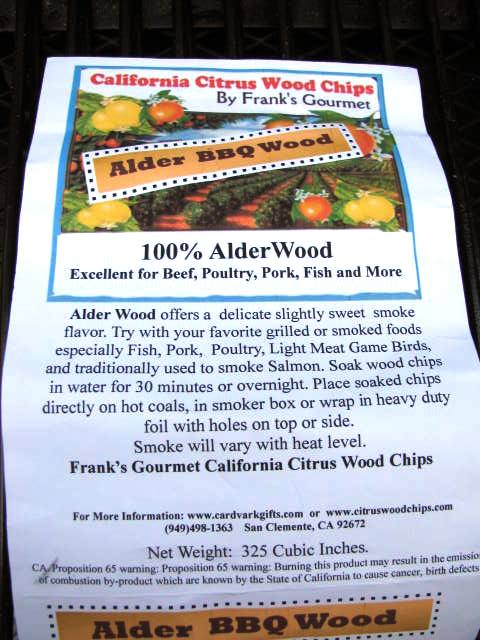 California Citrus Wood Chips
By Frank's Gourmet
Alder BBQ Wood
100% AlderWood
Excellent for Beef, Poultry, Pork, Fish and More
Alder Wood offers a delicate slightly sweet smoke
flavor. Try with your favorite grilled or smoked foods
especially Fish, Pork, Poultry, Light Meat Game Birds,
and traditionally used to smoke Salmon. Soak wood chips
in water for 30 minutes or overnight. Place soaked chips
directly on hot coals, in smoker box or wrap in heavy duty
foil with holes on top or side.
Smoke will vary with heat level.
Frank's Gourmet California Citrus Wood Chips
For More Information: www.cardvarkgifts.com or www.citruswoodchips.com
(949)498-1363 San Clemente, CA 92672
Net Weight: 325 Cubic Inches.
CA. Proposition 65 warning: Proposition 65 warning: Burning this product may result in the emissio
of combustion by-product which are known by the State of California to cause cancer, birth defects
Alder BBQ Wood